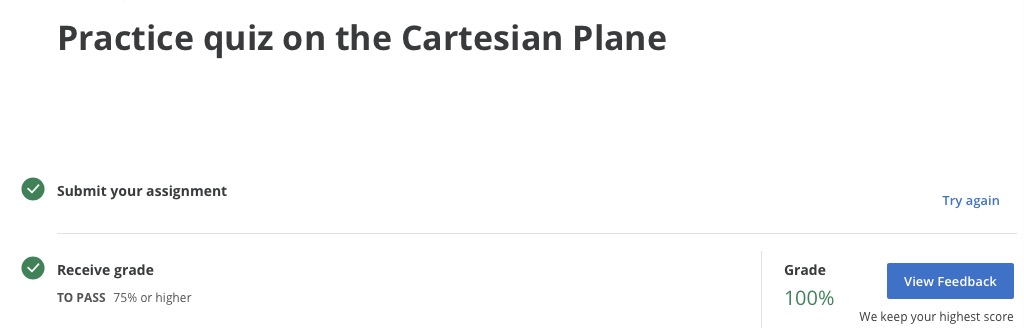 Practice quiz on the Cartesian Plane
Submit your assignment
Try again
Receive grade
TO PASS 75% or higher
Grade
100%
View Feedback
We keep your highest score